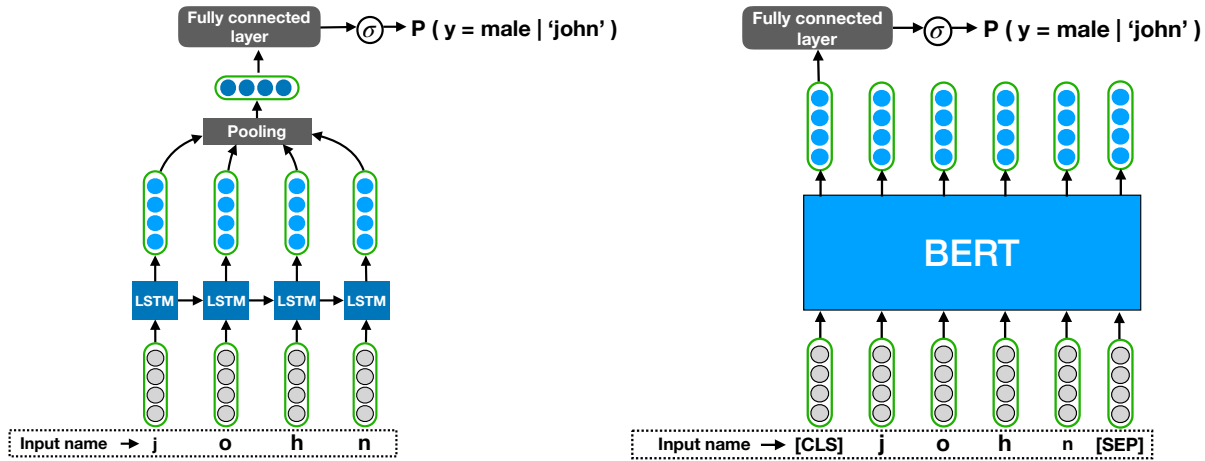 Fully connected
layer
σ
P ( y = male | 'john' )
Pooling
LSTM LSTM LSTM LSTM
Input name j o h n
Fully connected
layer
σ
P ( y = male | 'john' )
BERT
Input name [CLS] j o h n [SEP]